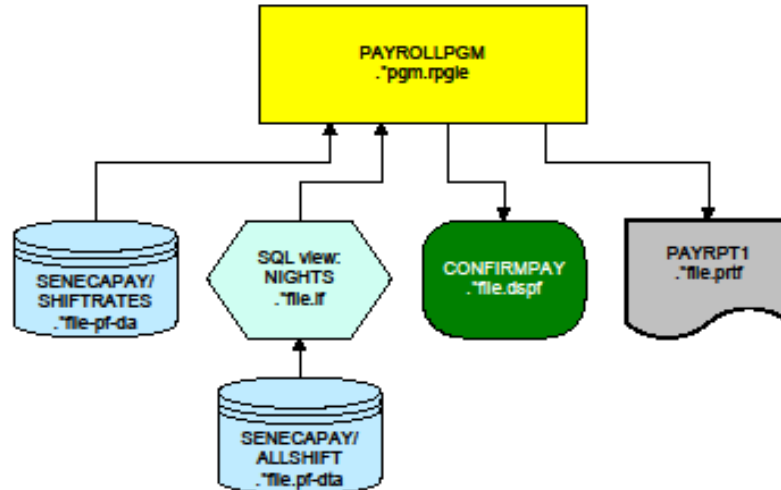 PAYROLLPGM
.*pgm.rpgle
SENECAPAY/
SHIFTRATES
.*file-pf-da
SQL view:
NIGHTS
.*file.lf
CONFIRMPAY
.*file.dspf
PAYRPT1
.*file.prtf
SENECAPAY/
ALLSHIFT
.*file.pf-dta